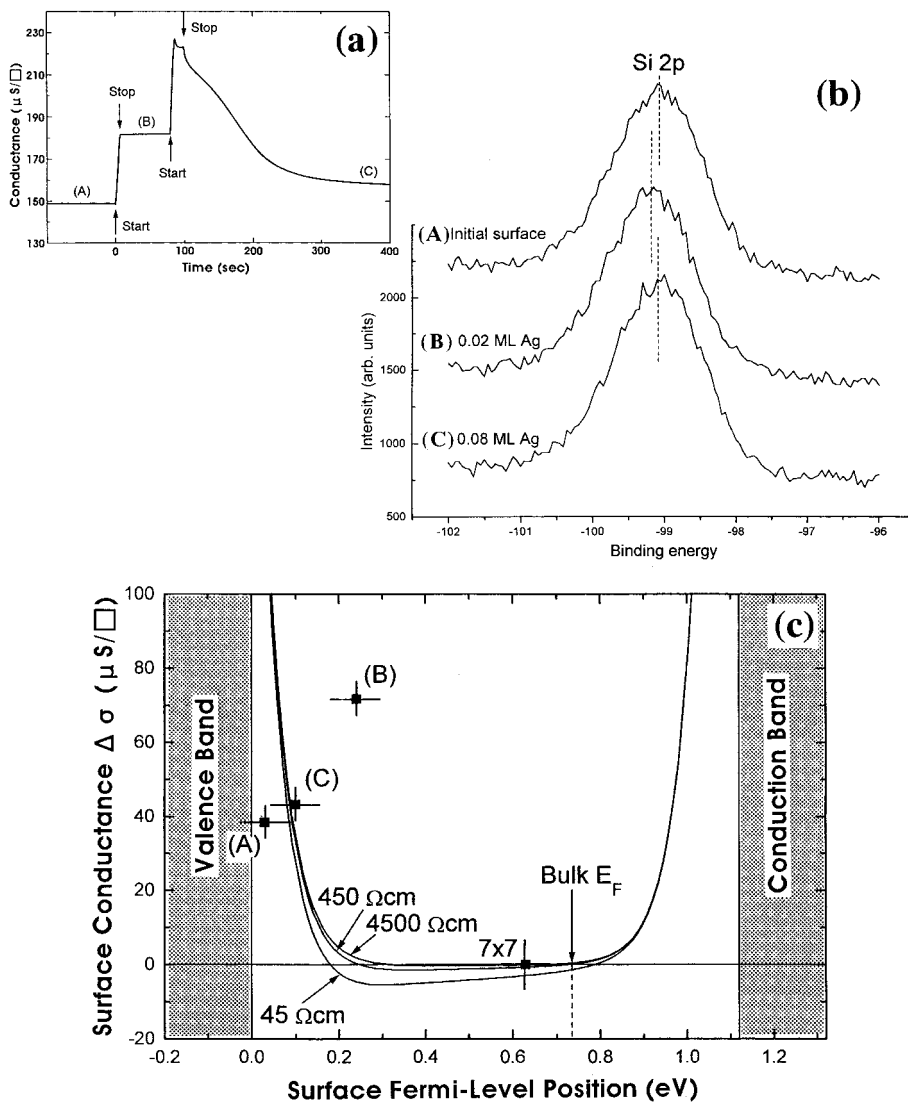 (a)
Conductance (μ S/□)
230
210
190
170
150
130
Stop
Stop
(B)
Start
(A)
Start
(C)
0
100
200
300
400
Time (sec)
(b)
Si 2p
(A) Initial surface
(B) 0.02 ML Ag
(C) 0.08 ML Ag
Intensity (arb. units)
2000
1500
1000
500
-102
-101
-100
-99
-98
-97
-96
Binding energy
(c)
Surface Conductance Δ σ (μ S/□)
100
80
60
40
20
0
-20
Valence Band
Conduction Band
(B)
(C)
(A)
450 Ωcm
4500 Ωcm
45 Ωcm
7x7
Bulk EF
-0.2
0.0
0.2
0.4
0.6
0.8
1.0
1.2
Surface Fermi-Level Position (eV)